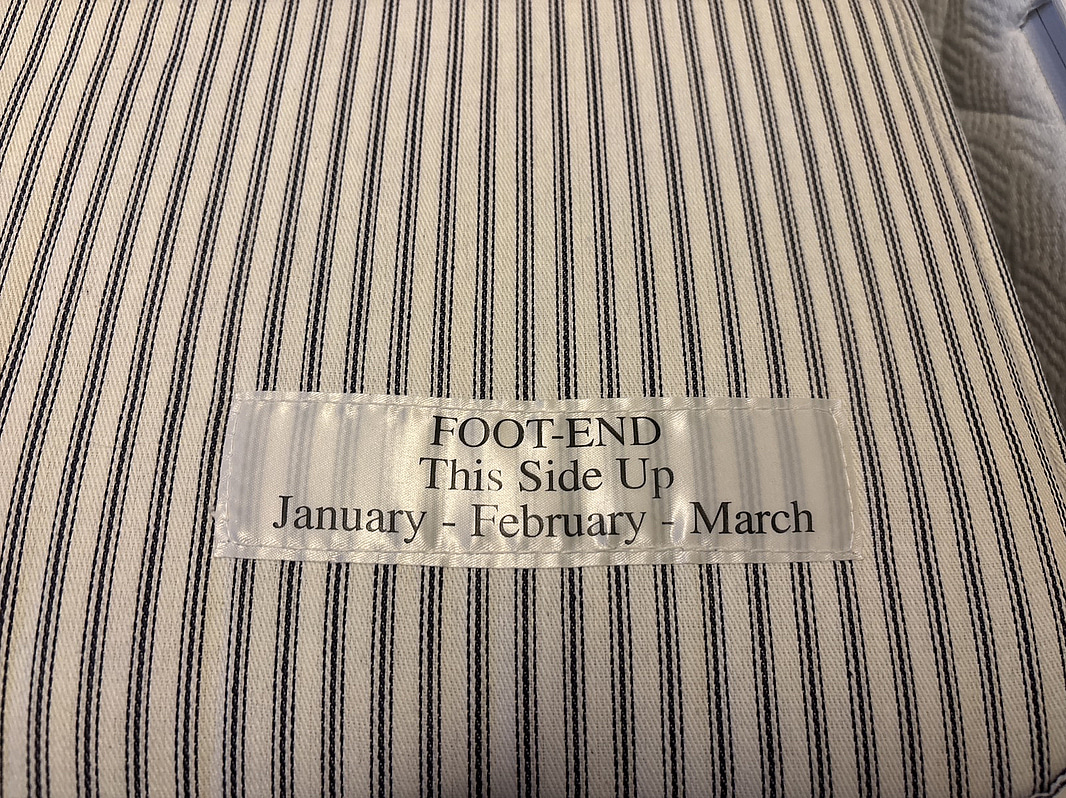 FOOT-END
This Side Up
January - February - March